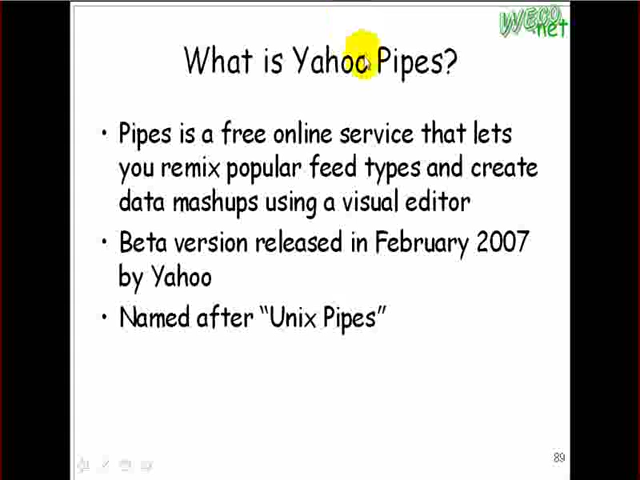 WECO
.net
What is Yahoo Pipes?
• Pipes is a free online service that lets
you remix popular feed types and create
data mashups using a visual editor
• Beta version released in February 2007
by Yahoo
• Named after “Unix Pipes”
89